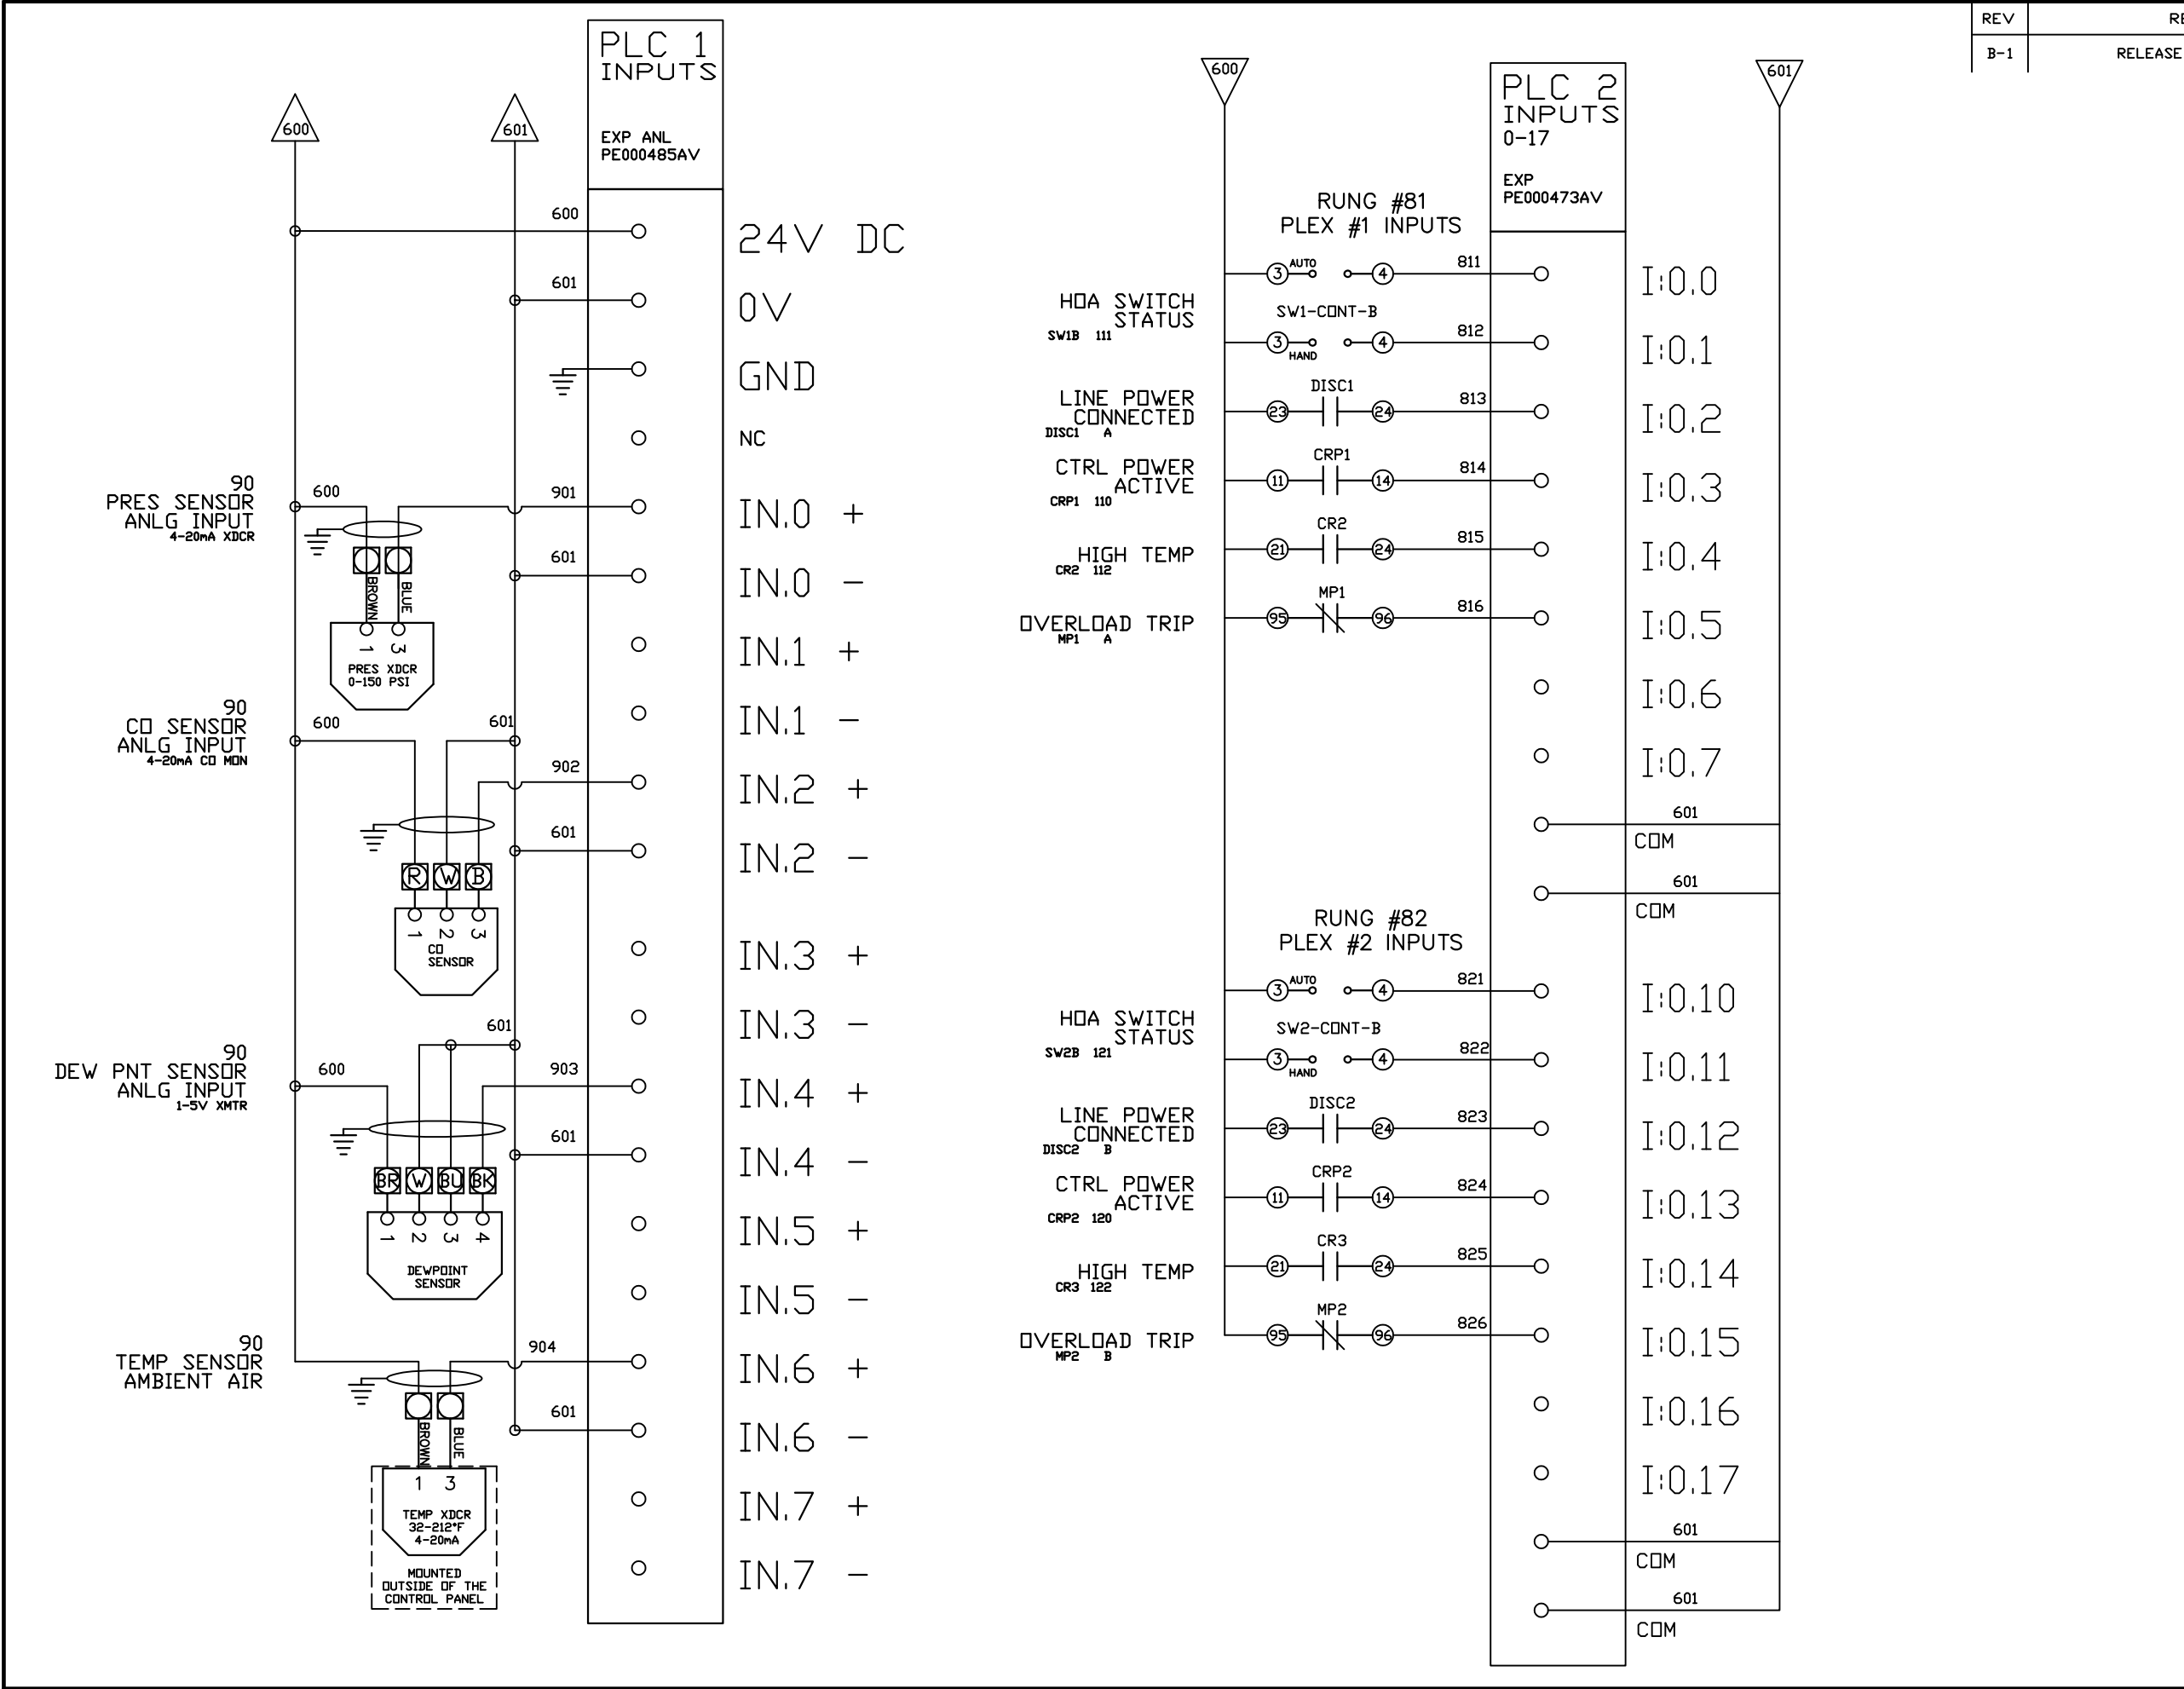 REV
RE
B-1
RELEASE
PLC 1
INPUTS
EXP ANL
PE000485AV
600
601
600
24V DC
601
0V
GND
NC
90
PRES SENSOR
ANLG INPUT
4-20mA XDCR
600
901
IN.0 +
601
IN.0 -
BROWN
BLUE
1
3
PRES XDCR
0-150 PSI
IN.1 +
IN.1 -
90
CO SENSOR
ANLG INPUT
4-20mA CO MON
600
601
902
IN.2 +
601
IN.2 -
R
W
B
1
2
3
CO
SENSOR
IN.3 +
IN.3 -
90
DEW PNT SENSOR
ANLG INPUT
1-5V XMTR
600
601
903
IN.4 +
601
IN.4 -
BR
W
BU
BK
1
2
3
4
DEWPOINT
SENSOR
IN.5 +
IN.5 -
90
TEMP SENSOR
AMBIENT AIR
904
IN.6 +
601
IN.6 -
BROWN
BLUE
1
3
TEMP XDCR
32-212°F
4-20mA
MOUNTED
OUTSIDE OF THE
CONTROL PANEL
IN.7 +
IN.7 -
600
601
PLC 2
INPUTS
0-17
EXP
PE000473AV
RUNG #81
PLEX #1 INPUTS
HOA SWITCH
STATUS
SW1B 111
3
AUTO
4
811
I:0.0
SW1-CONT-B
3
HAND
4
812
I:0.1
LINE POWER
CONNECTED
DISC1 A
DISC1
23
24
813
I:0.2
CTRL POWER
ACTIVE
CRP1 110
CRP1
11
14
814
I:0.3
HIGH TEMP
CR2 112
CR2
21
24
815
I:0.4
OVERLOAD TRIP
MP1 A
MP1
95
96
816
I:0.5
I:0.6
I:0.7
601
COM
601
COM
RUNG #82
PLEX #2 INPUTS
HOA SWITCH
STATUS
SW2B 121
3
AUTO
4
821
I:0.10
SW2-CONT-B
3
HAND
4
822
I:0.11
LINE POWER
CONNECTED
DISC2 B
DISC2
23
24
823
I:0.12
CTRL POWER
ACTIVE
CRP2 120
CRP2
11
14
824
I:0.13
HIGH TEMP
CR3 122
CR3
21
24
825
I:0.14
OVERLOAD TRIP
MP2 B
MP2
95
96
826
I:0.15
I:0.16
I:0.17
601
COM
601
COM